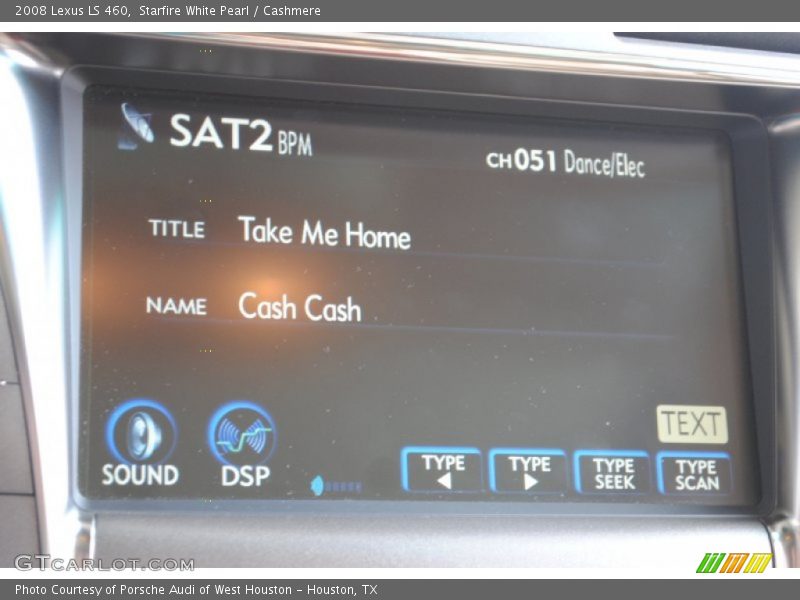 2008 Lexus LS 460, Starfire White Pearl / Cashmere
SAT2 BPM
CH051 Dance/Elec
TITLE Take Me Home
NAME Cash Cash
TEXT
SOUND DSP TYPE TYPE TYPE SEEK TYPE SCAN
GTCARLOT.COM
Photo Courtesy of Porsche Audi of West Houston – Houston, TX